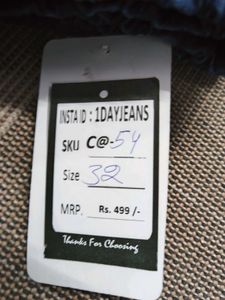 INSTA ID : 1DAYJEANS
SKU C@-54
Size 32
MRP. Rs. 499 /-
Thanks For Choosing